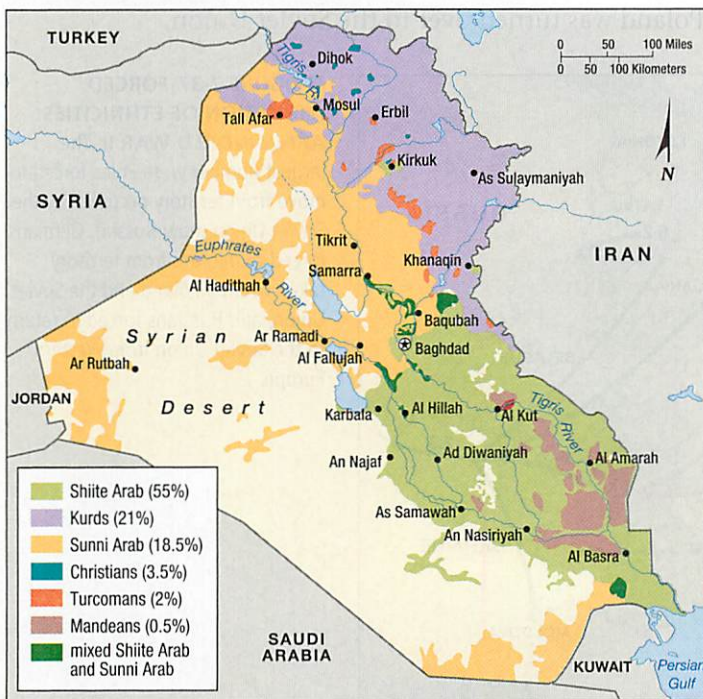 Poland was turned over to the
TURKEY
0 50 100 Miles
0 50 100 Kilometers
N
Tigris R.
Dihok
Mosul
Tall Afar
Erbil
Kirkuk
As Sulaymaniyah
SYRIA
IRAN
Tikrit
Khanaqin
Samarra
Euphrates
River
Al Hadithah
Baqubah
Syrian
Ar Ramadi
Baghdad
Al Fallujah
Ar Rutbah
JORDAN
Desert
Karbala
Al Hillah
Al Kut
Tigris
River
An Najaf
Ad Diwaniyah
Al Amarah
As Samawah
An Nasiriyah
Al Basra
Shiite Arab (55%)
Kurds (21%)
Sunni Arab (18.5%)
Christians (3.5%)
Turcomans (2%)
Mandeans (0.5%)
mixed Shiite Arab
and Sunni Arab
SAUDI
ARABIA
KUWAIT
Persian
Gulf